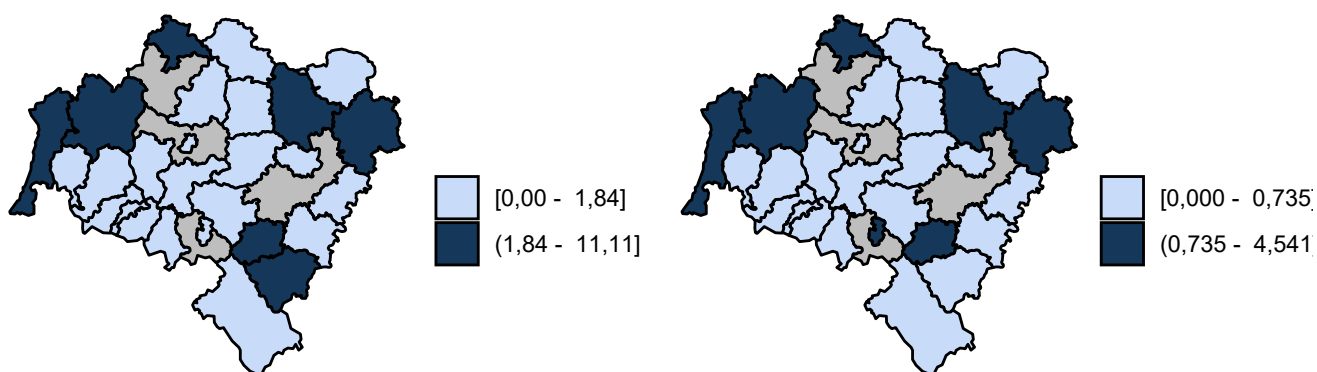 [0,00 - 1,84]
(1,84 - 11,11]
[0,000 - 0,735]
(0,735 - 4,541]